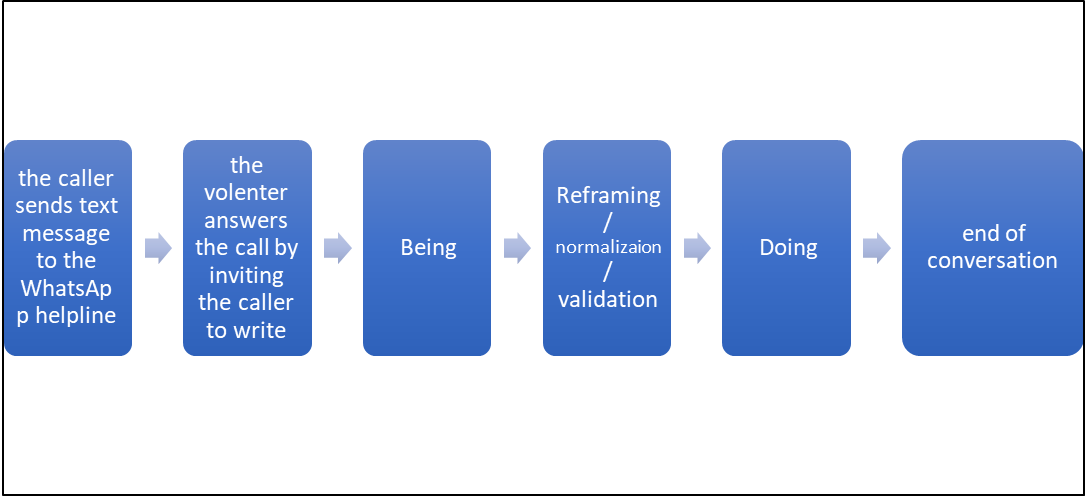 the caller
sends text
message
to the
WhatsAp
p helpline
the
volenter
answers
the call by
inviting
the caller
to write
Being
Reframing
/
normalizaion
/
validation
Doing
end of
conversation